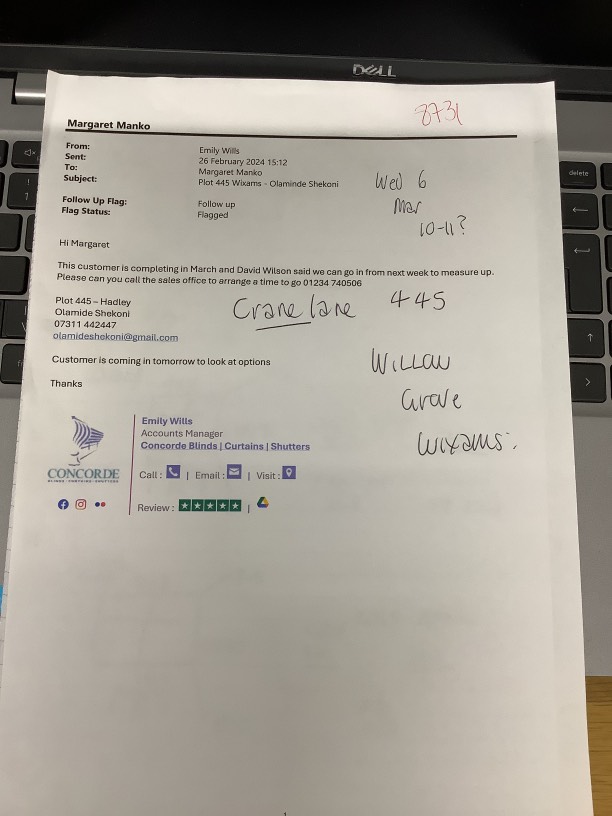 DELL
8731
Margaret Manko
From: Emily Wills
Sent: 26 February 2024 15:12
To: Margaret Manko
Subject: Plot 445 Wixams - Olaminde Shekoni
Wed 6
Mar
10-11?
Follow Up Flag: Follow up
Flag Status: Flagged
Hi Margaret
This customer is completing in March and David Wilson said we can go in from next week to measure up.
Please can you call the sales office to arrange a time to go 01234 740506
Crane lane 445
Plot 445 – Hadley
Olamide Shekoni
07311 442447
olamideshekoni@gmail.com
Willow
Grove
Wixams.
Customer is coming in tomorrow to look at options
Thanks
Emily Wills
Accounts Manager
Concorde Blinds | Curtains | Shutters
CONCORDE
BLINDS · CURTAINS · SHUTTERS
Call : | Email : | Visit :
Review : |
delete